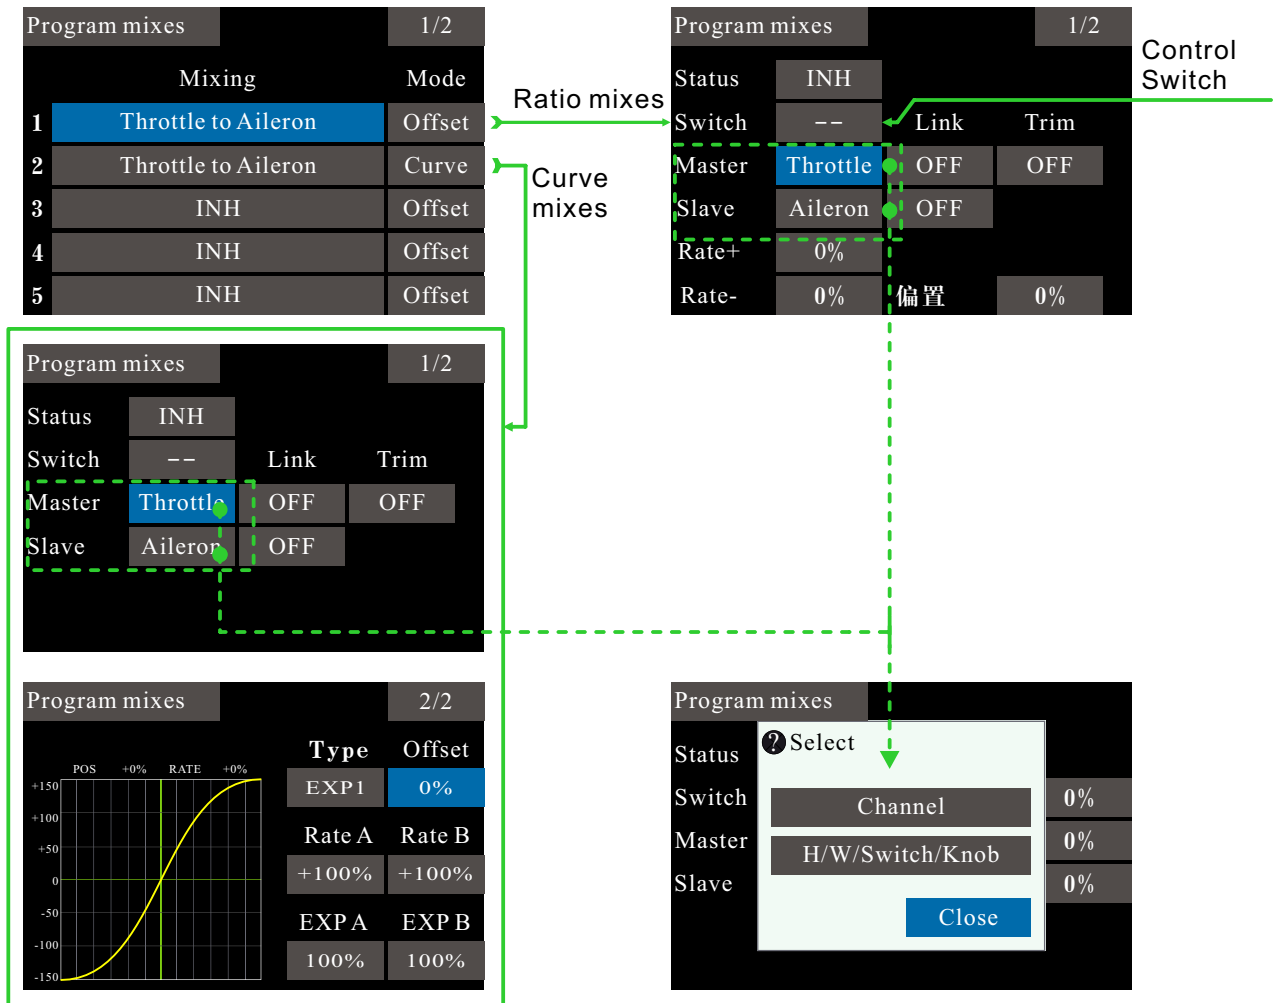 Program mixes 1/2
Mixing Mode
1 Throttle to Aileron Offset
2 Throttle to Aileron Curve
3 INH Offset
4 INH Offset
5 INH Offset
Ratio mixes
Curve
mixes
Program mixes 1/2
Status INH
Switch -- Link Trim
Master Throttle OFF OFF
Slave Aileron OFF
Rate+ 0%
Rate- 0% 偏置 0%
Control
Switch
Program mixes 1/2
Status INH
Switch -- Link Trim
Master Throttle OFF OFF
Slave Aileron OFF
Program mixes 2/2
Type Offset
POS +0% RATE +0%
EXP1 0%
Rate A Rate B
+100% +100%
EXP A EXP B
100% 100%
+150
+100
+50
0
-50
-100
-150
Program mixes
? Select
Status
Switch Channel 0%
Master H/W/Switch/Knob 0%
Slave 0%
Close